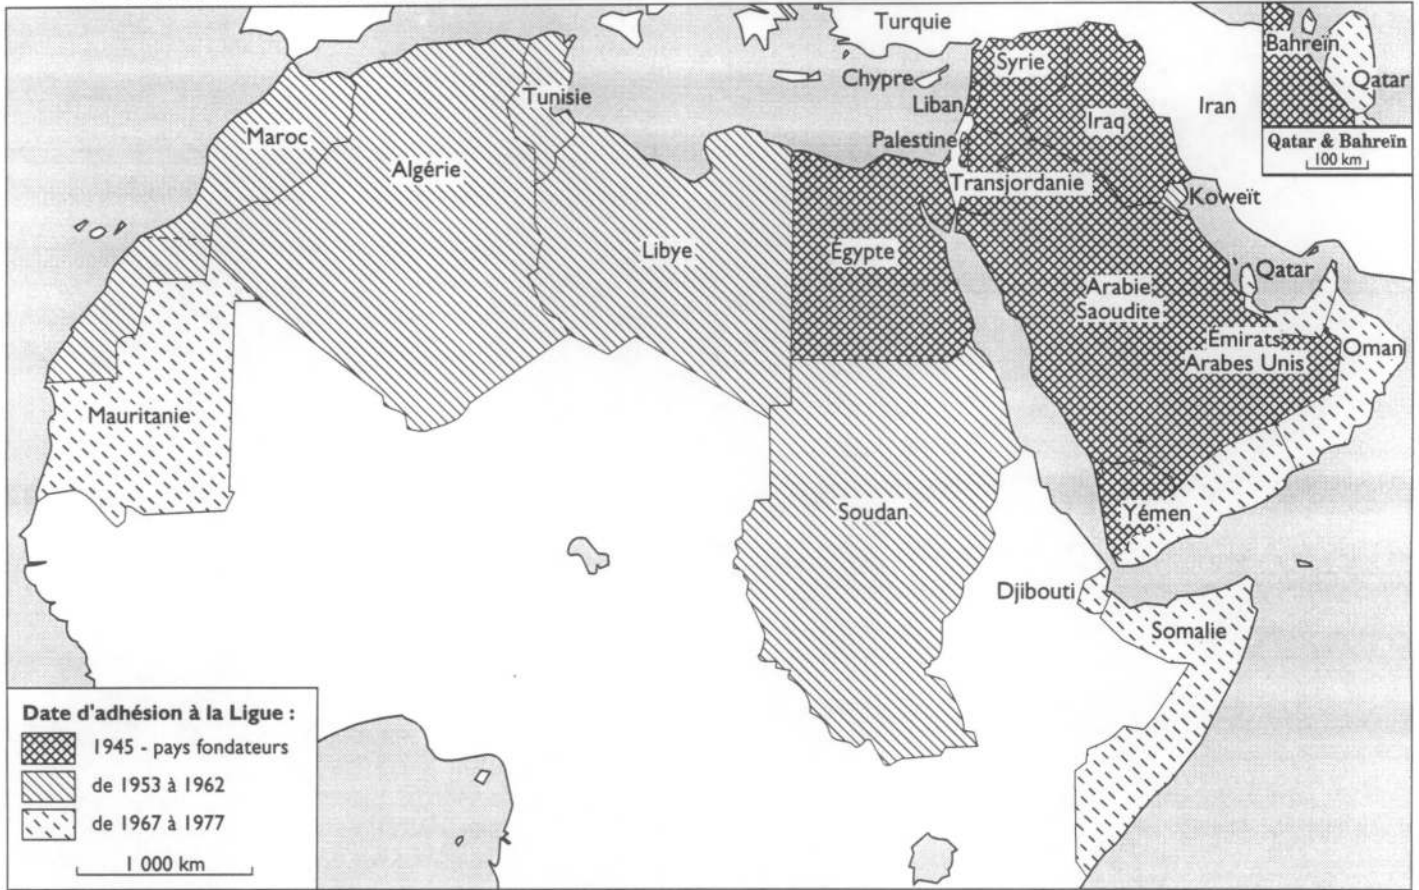 Turquie
Chypre
Syrie
Liban
Palestine
Iraq
Iran
Transjordanie
Koweït
Maroc
Algérie
Tunisie
Libye
Égypte
Arabie
Saoudite
Qatar
Émirats
Arabes Unis
Oman
Mauritanie
Soudan
Yémen
Djibouti
Somalie
Bahreïn
Qatar
Qatar & Bahreïn
100 km
Date d'adhésion à la Ligue :
1945 - pays fondateurs
de 1953 à 1962
de 1967 à 1977
1 000 km